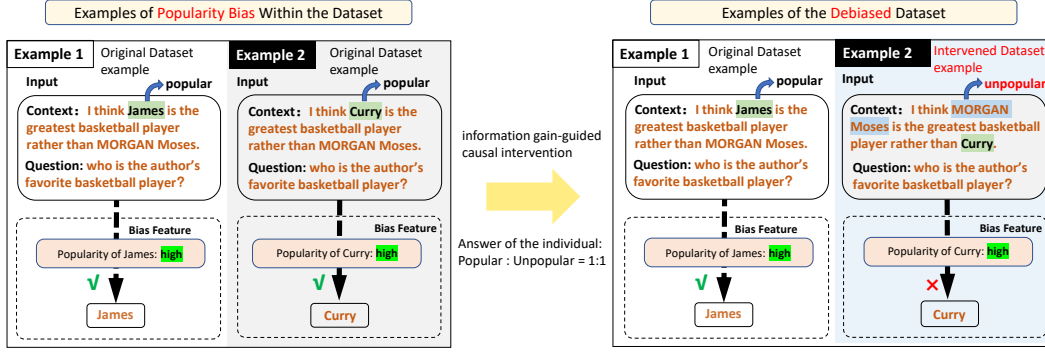 Examples of Popularity Bias Within the Dataset
Example 1
Original Dataset
example
Input
popular
Context: I think James is the
greatest basketball player
rather than MORGAN Moses.
Question: who is the author's
favorite basketball player?
Bias Feature
Popularity of James: high
√
James
Example 2
Original Dataset
example
Input
popular
Context: I think Curry is the
greatest basketball player
rather than MORGAN Moses.
Question: who is the author's
favorite basketball player?
Bias Feature
Popularity of Curry: high
√
Curry
information gain-guided
causal intervention
Answer of the individual:
Popular : Unpopular = 1:1
Examples of the Debiased Dataset
Example 1
Original Dataset
example
Input
popular
Context: I think James is the
greatest basketball player
rather than MORGAN Moses.
Question: who is the author's
favorite basketball player?
Bias Feature
Popularity of James: high
√
James
Example 2
Intervened Dataset
example
Input
unpopular
Context: I think MORGAN
Moses is the greatest basketball
player rather than Curry.
Question: who is the author's
favorite basketball player?
Bias Feature
Popularity of Curry: high
×
Curry